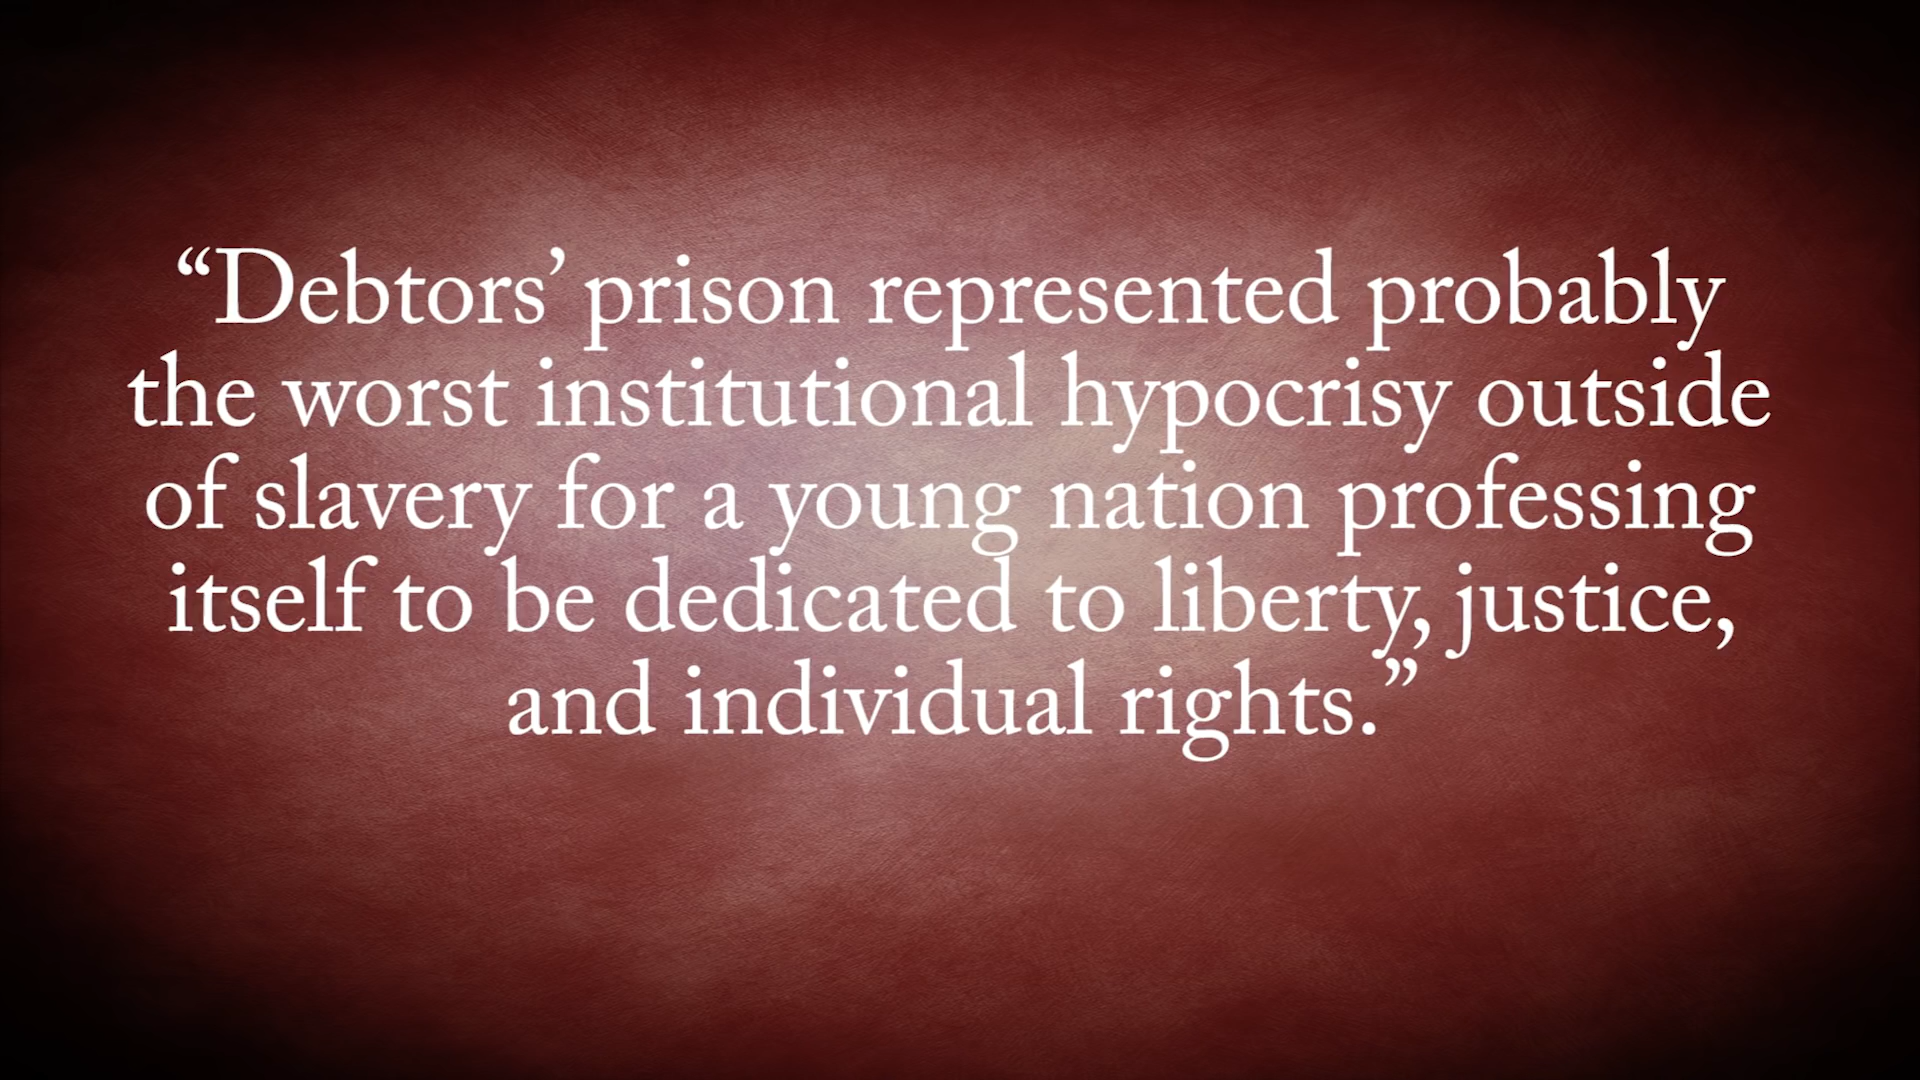 “Debtors’ prison represented probably
the worst institutional hypocrisy outside
of slavery for a young nation professing
itself to be dedicated to liberty, justice,
and individual rights.”